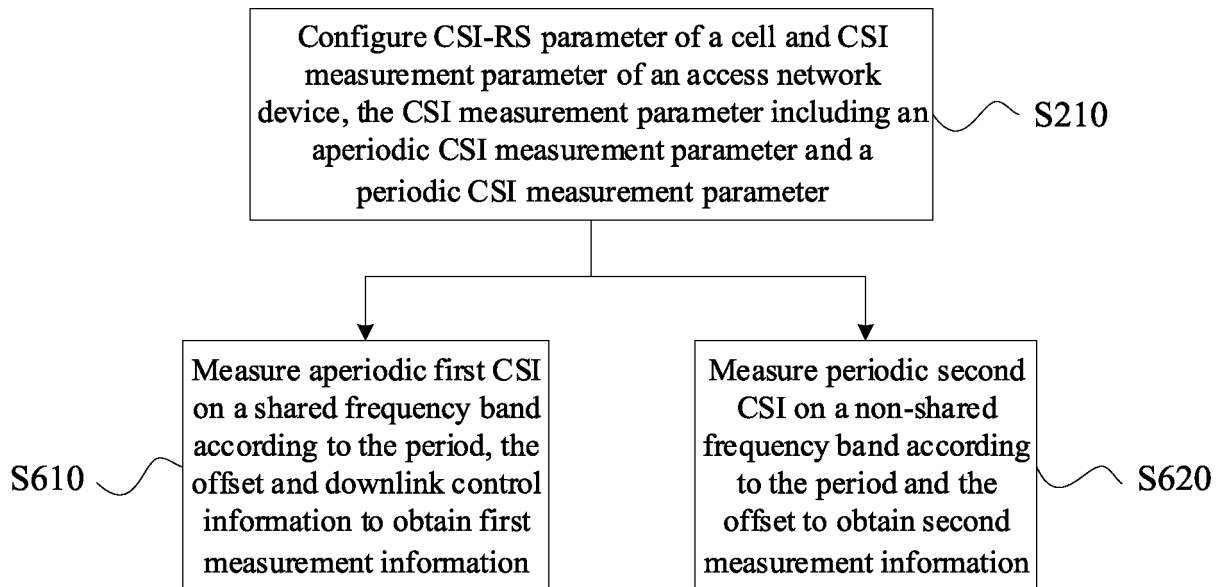 Configure CSI-RS parameter of a cell and CSI
measurement parameter of an access network
device, the CSI measurement parameter including an
aperiodic CSI measurement parameter and a
periodic CSI measurement parameter
S210
Measure aperiodic first CSI
on a shared frequency band
according to the period, the
offset and downlink control
information to obtain first
measurement information
S610
Measure periodic second
CSI on a non-shared
frequency band according
to the period and the
offset to obtain second
measurement information
S620